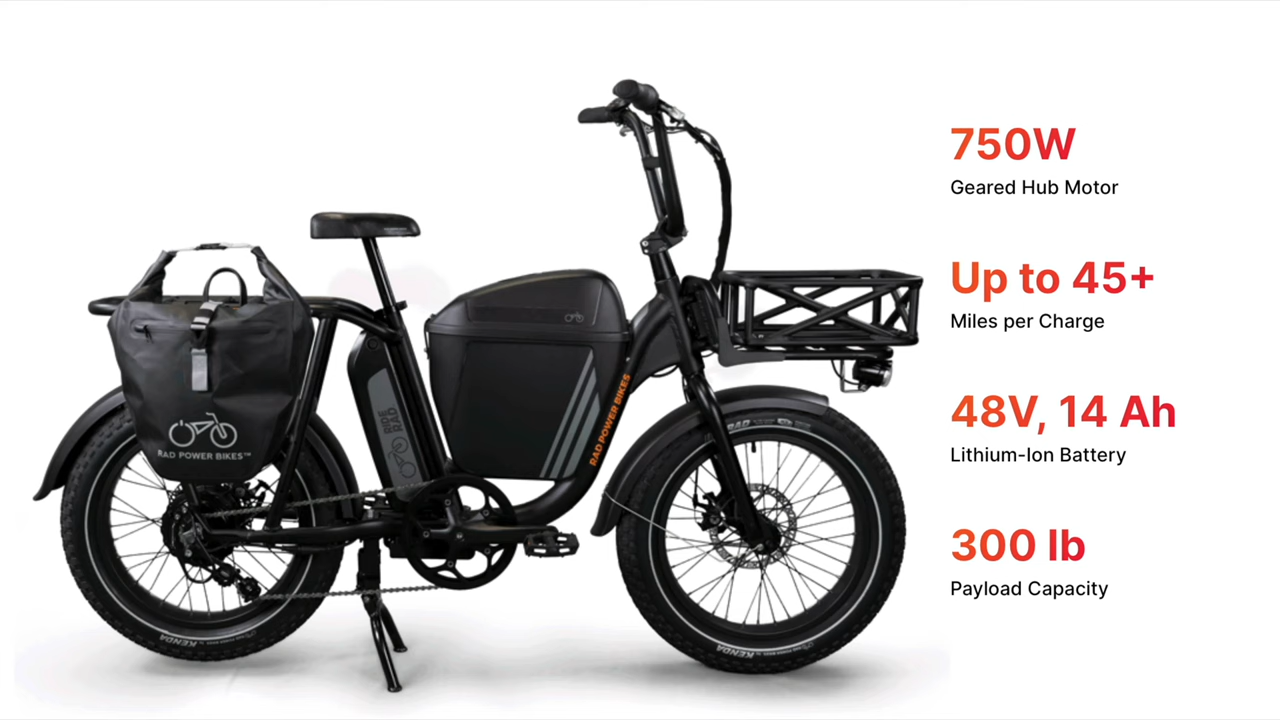 750W
Geared Hub Motor
Up to 45+
Miles per Charge
48V, 14 Ah
Lithium-Ion Battery
300 lb
Payload Capacity
RAD POWER BIKES™
RIDE
RAD
RAD POWER BIKES
RAD
KENDA
KENDA